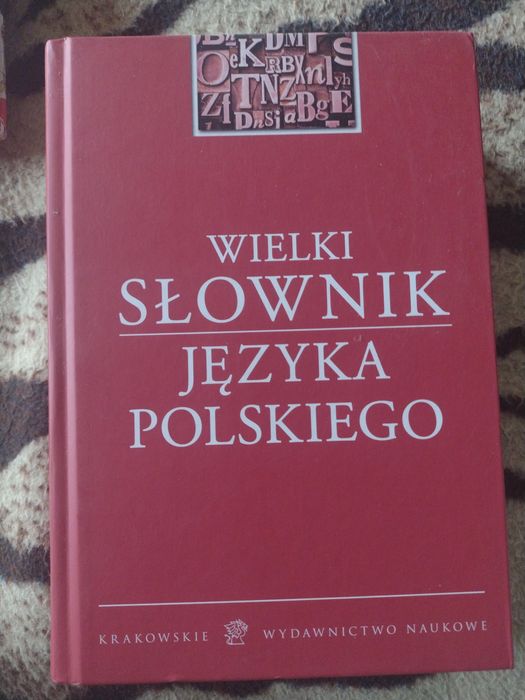 WIELKI
SŁOWNIK
JĘZYKA
POLSKIEGO
KRAKOWSKIE WYDAWNICTWO NAUKOWE